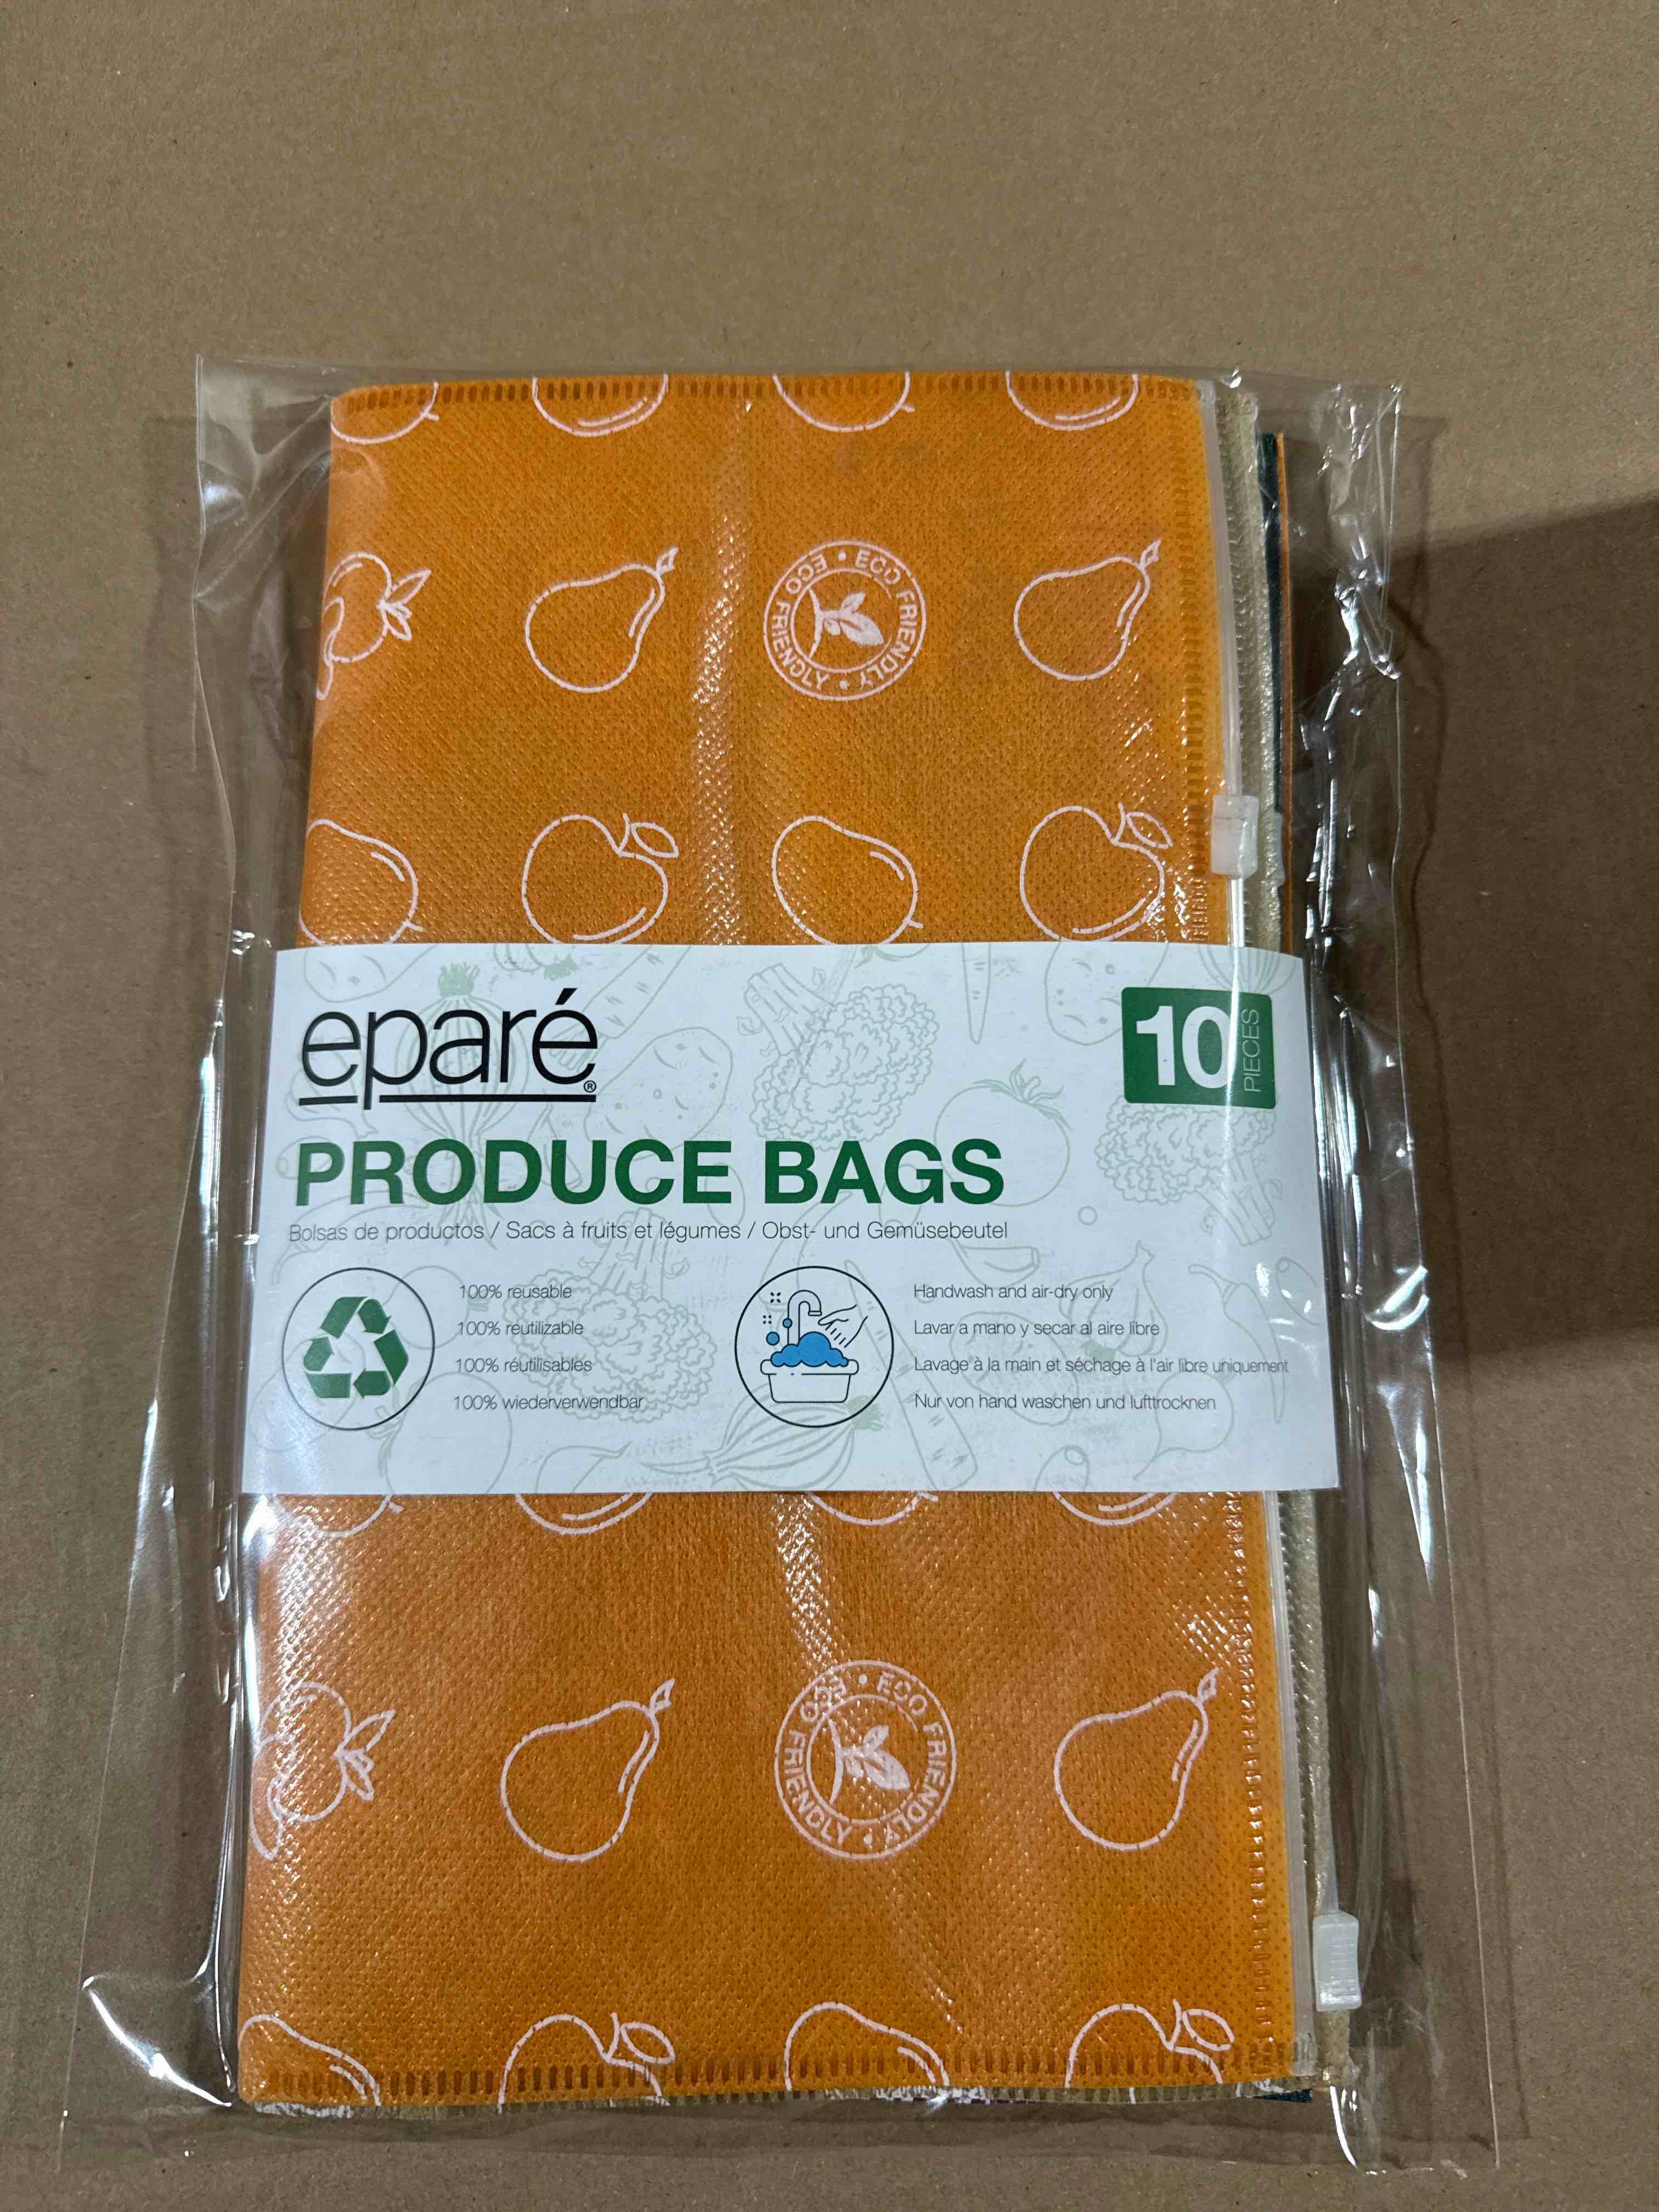 ECO FRIENDLY • ECO FRIENDLY •
eparé®
10 PIECES
PRODUCE BAGS
Bolsas de productos / Sacs à fruits et légumes / Obst- und Gemüsebeutel
100% reusable
100% reutilizable
100% réutilisables
100% wiederverwendbar
Handwash and air-dry only
Lavar a mano y secar al aire libre
Lavage à la main et séchage à l'air libre uniquement
Nur von hand waschen und lufttrocknen
ECO FRIENDLY • ECO FRIENDLY •